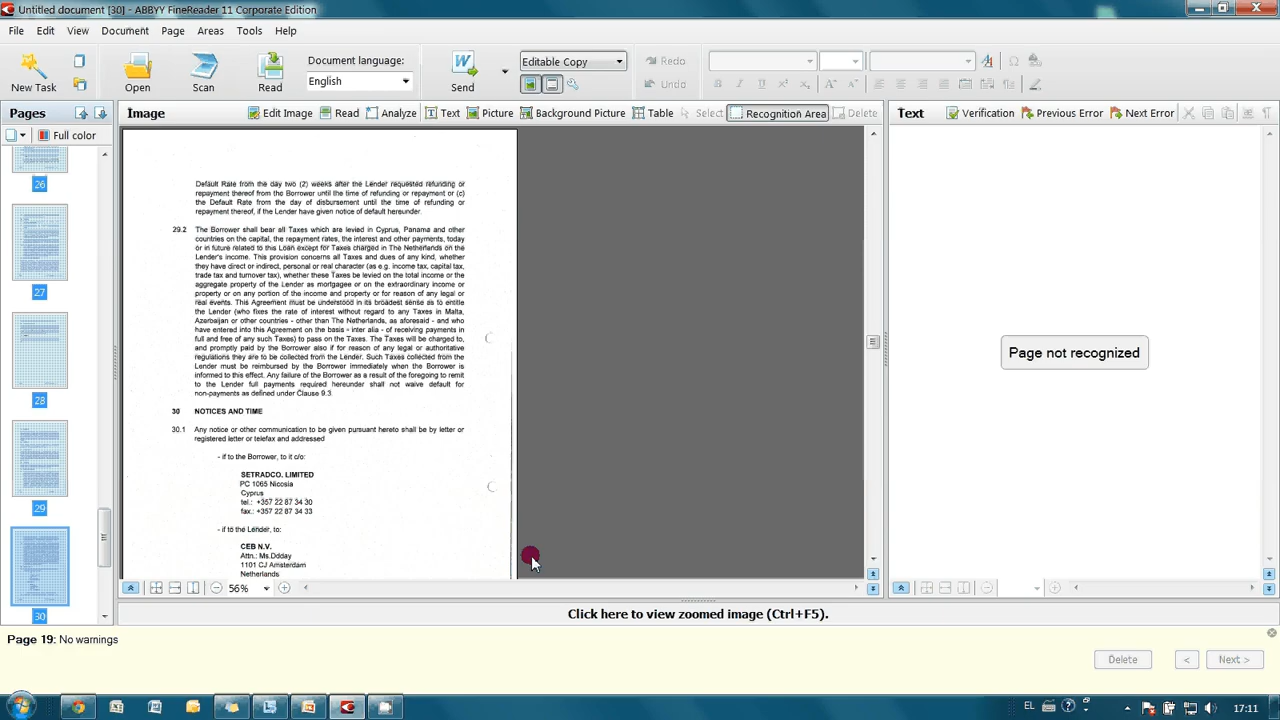 Untitled document [30] - ABBYY FineReader 11 Corporate Edition
File Edit View Document Page Areas Tools Help
New Task
Open
Scan
Read
Document language:
English
Send
Editable Copy
Redo
Undo
Pages
Full color
Image
Edit Image Read Analyze Text Picture Background Picture Table Select Recognition Area Delete
Text
Verification Previous Error Next Error
26
27
28
29
30
Default Rate from the day two (2) weeks after the Lender requested refunding or
repayment thereof from the Borrower until the time of refunding or repayment or (c)
the Default Rate from the day of disbursement until the time of refunding or
repayment thereof, if the Lender have given notice of default hereunder.
29.2 The Borrower shall bear all Taxes which are levied in Cyprus, Panama and other
countries on the capital, the repayment rates, the interest and other payments, today
or in future related to this Loan except for Taxes charged in The Netherlands on the
Lender's income. This provision concerns all Taxes and dues of any kind, whether
they have direct or indirect, personal or real character (as e.g. income tax, capital tax,
trade tax and turnover tax), whether these Taxes be levied on the total income or the
aggregate property of the Lender as mortgagee or on the extraordinary income or
property or on any portion of the income and property or for reason of any legal or
real events. This Agreement must be understood in its broadest sense as to entitle
the Lender (who fixes the rate of interest without regard to any Taxes in Malta,
Azerbaijan or other countries - other than The Netherlands, as aforesaid - and who
have entered into this Agreement on the basis - inter alia - of receiving payments in
full and free of any such Taxes) to pass on the Taxes. The Taxes will be charged to,
and promptly paid by the Borrower also if for reason of any legal or authoritative
regulations they are to be collected from the Lender. Such Taxes collected from the
Lender must be reimbursed by the Borrower immediately when the Borrower is
informed to this effect. Any failure of the Borrower as a result of the foregoing to remit
to the Lender full payments required hereunder shall not waive default for
non-payments as defined under Clause 9.3.
30 NOTICES AND TIME
30.1 Any notice or other communication to be given pursuant hereto shall be by letter or
registered letter or telefax and addressed
- if to the Borrower, to it c/o:
SETRADCO. LIMITED
PC 1065 Nicosia
Cyprus
tel.: +357 22 87 34 30
fax.: +357 22 87 34 33
- if to the Lender, to:
CEB N.V.
Attn.: Ms.Ddday
1101 CJ Amsterdam
Netherlands
Page not recognized
56%
Click here to view zoomed image (Ctrl+F5).
Page 19: No warnings
Delete < Next >
EL
17:11